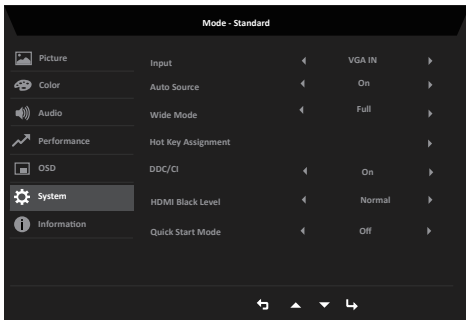 Mode - Standard
Picture
Color
Audio
Performance
OSD
System
Information
Input VGA IN
Auto Source On
Wide Mode Full
Hot Key Assignment
DDC/CI On
HDMI Black Level Normal
Quick Start Mode Off